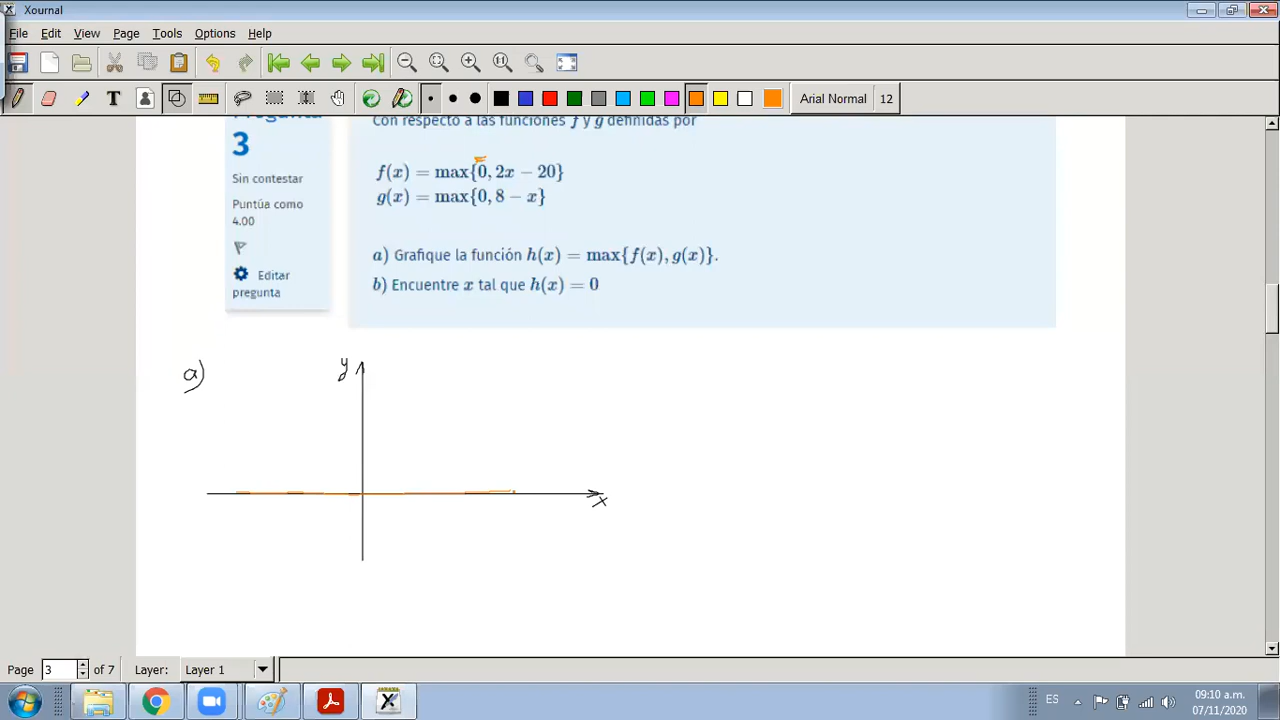 Xournal
File Edit View Page Tools Options Help
T
Arial Normal 12
Pregunta
3
Sin contestar
Puntúa como
4.00
Editar
pregunta
Con respecto a las funciones f y g definidas por
f(x) = max{0, 2x − 20}
g(x) = max{0, 8 − x}
a) Grafique la función h(x) = max{f(x), g(x)}.
b) Encuentre x tal que h(x) = 0
a)
y
x
Page 3 of 7 Layer: Layer 1
ES
09:10 a.m.
07/11/2020